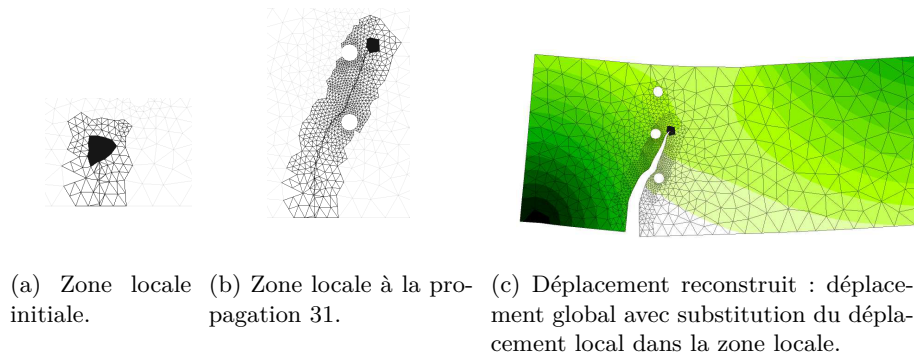 (a) Zone locale
initiale.
(b) Zone locale à la pro-
pagation 31.
(c) Déplacement reconstruit : déplace-
ment global avec substitution du dépla-
cement local dans la zone locale.